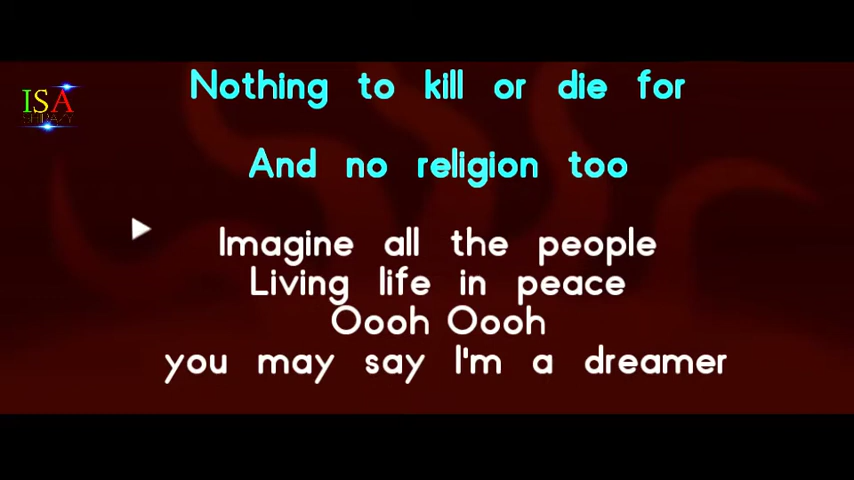 Nothing to kill or die for
ISA
SHIRAZY
And no religion too
Imagine all the people
Living life in peace
Oooh Oooh
you may say I'm a dreamer